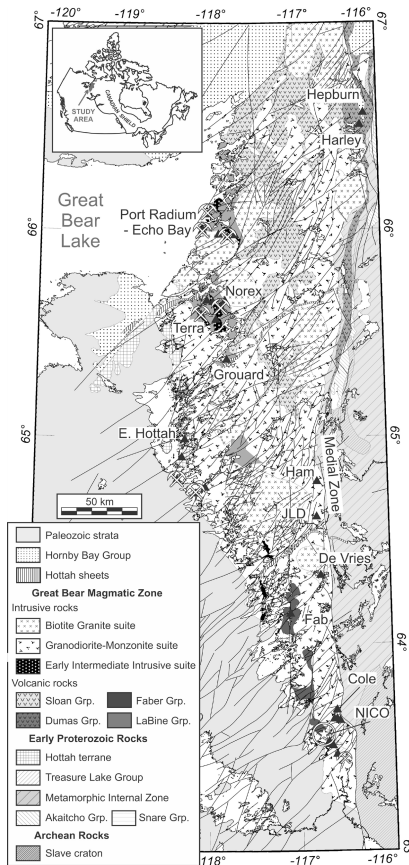 -120° -119° -118° -117° -116°
67° 67°
STUDY
AREA
CANADIAN SHIELD
Hepburn
Harley
Great
Bear
Lake
Port Radium
- Echo Bay
66° 66°
Norex
Terra
Grouard
E. Hottah
65° 65°
Medial Zone
Ham
50 km
JLD
De Vries
Fab
64°
Cole
NICO
Paleozoic strata
Hornby Bay Group
Hottah sheets
Great Bear Magmatic Zone
Intrusive rocks
Biotite Granite suite
Granodiorite-Monzonite suite
Early Intermediate Intrusive suite
Volcanic rocks
Sloan Grp. Faber Grp.
Dumas Grp. LaBine Grp.
Early Proterozoic Rocks
Hottah terrane
Treasure Lake Group
Metamorphic Internal Zone
Akaitcho Grp. Snare Grp.
Archean Rocks
Slave craton
63
118° -117° -116°